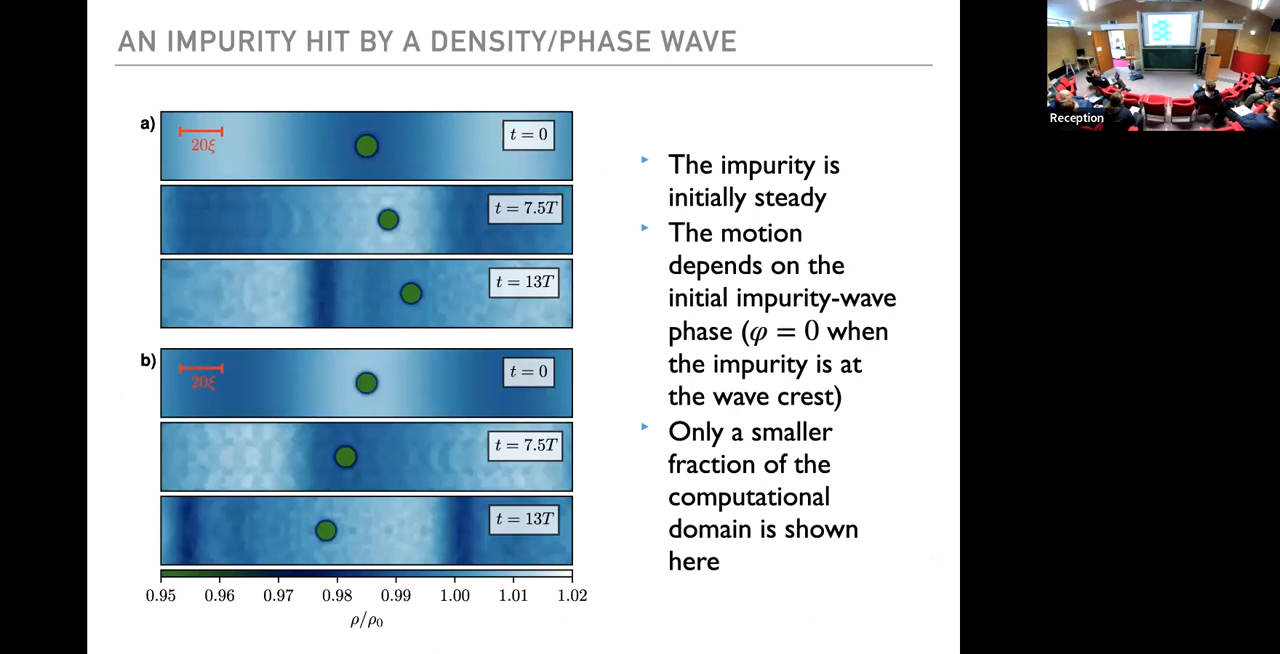 AN IMPURITY HIT BY A DENSITY/PHASE WAVE
a)
20ξ
t = 0
t = 7.5T
t = 13T
b)
20ξ
t = 0
t = 7.5T
t = 13T
0.95 0.96 0.97 0.98 0.99 1.00 1.01 1.02
ρ/ρ₀
‣ The impurity is
initially steady
‣ The motion
depends on the
initial impurity-wave
phase (φ = 0 when
the impurity is at
the wave crest)
‣ Only a smaller
fraction of the
computational
domain is shown
here
Reception